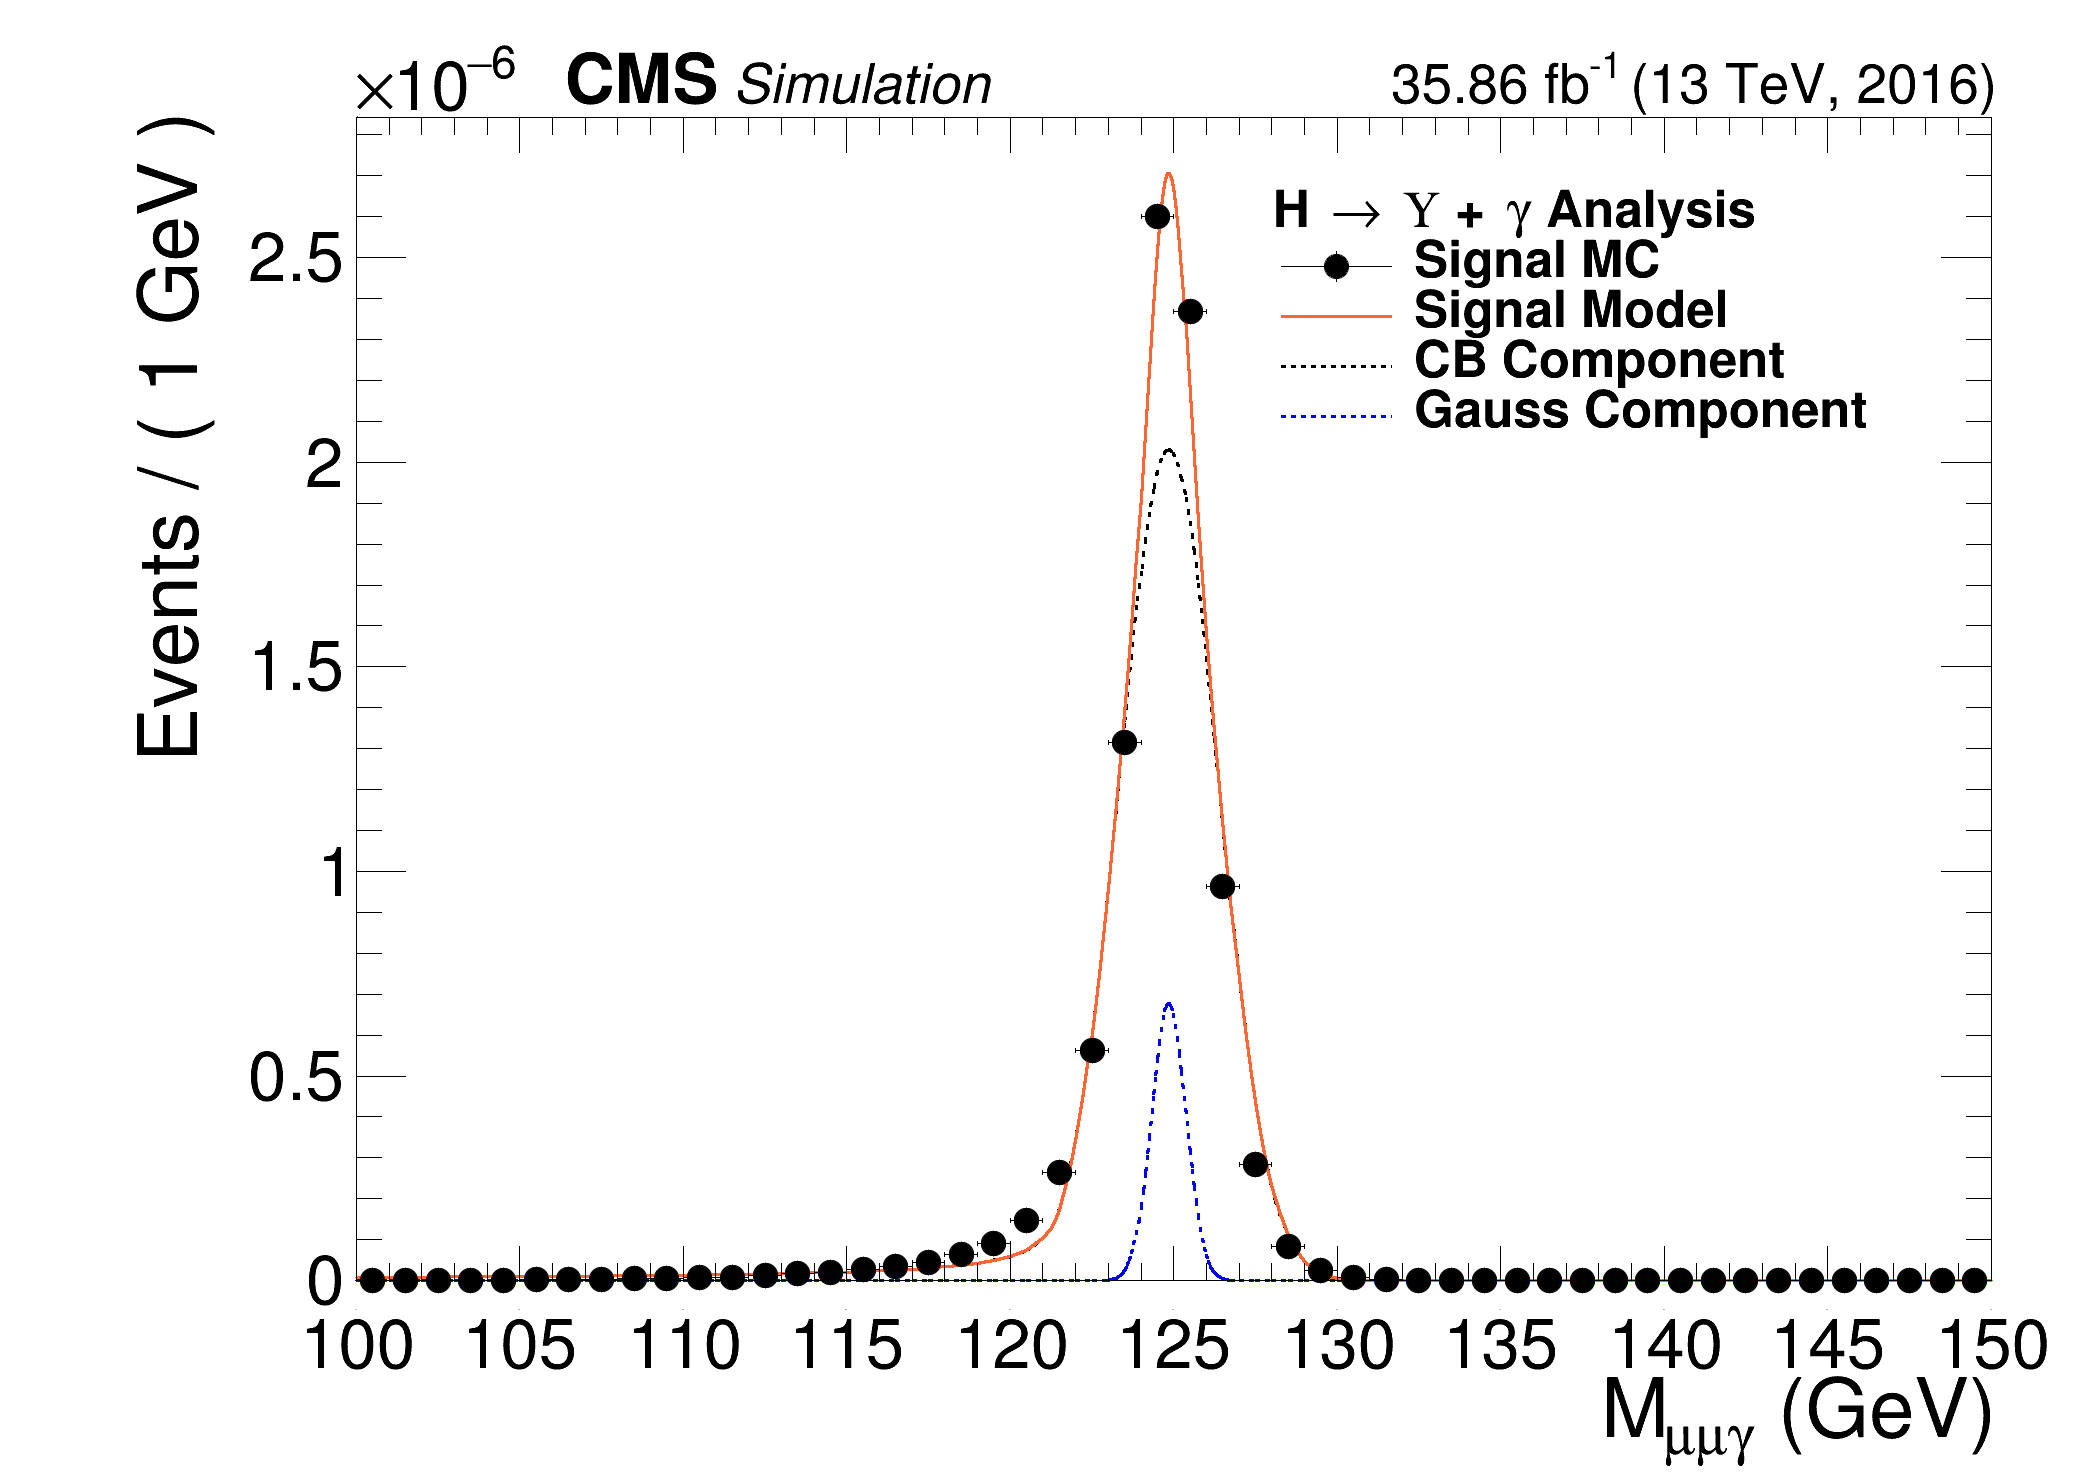 ×10⁻⁶ CMS Simulation 35.86 fb⁻¹ (13 TeV, 2016)
Events / ( 1 GeV )
H → Υ + γ Analysis
Signal MC
Signal Model
CB Component
Gauss Component
2.5
2
1.5
1
0.5
0
100 105 110 115 120 125 130 135 140 145 150
M_μμγ (GeV)